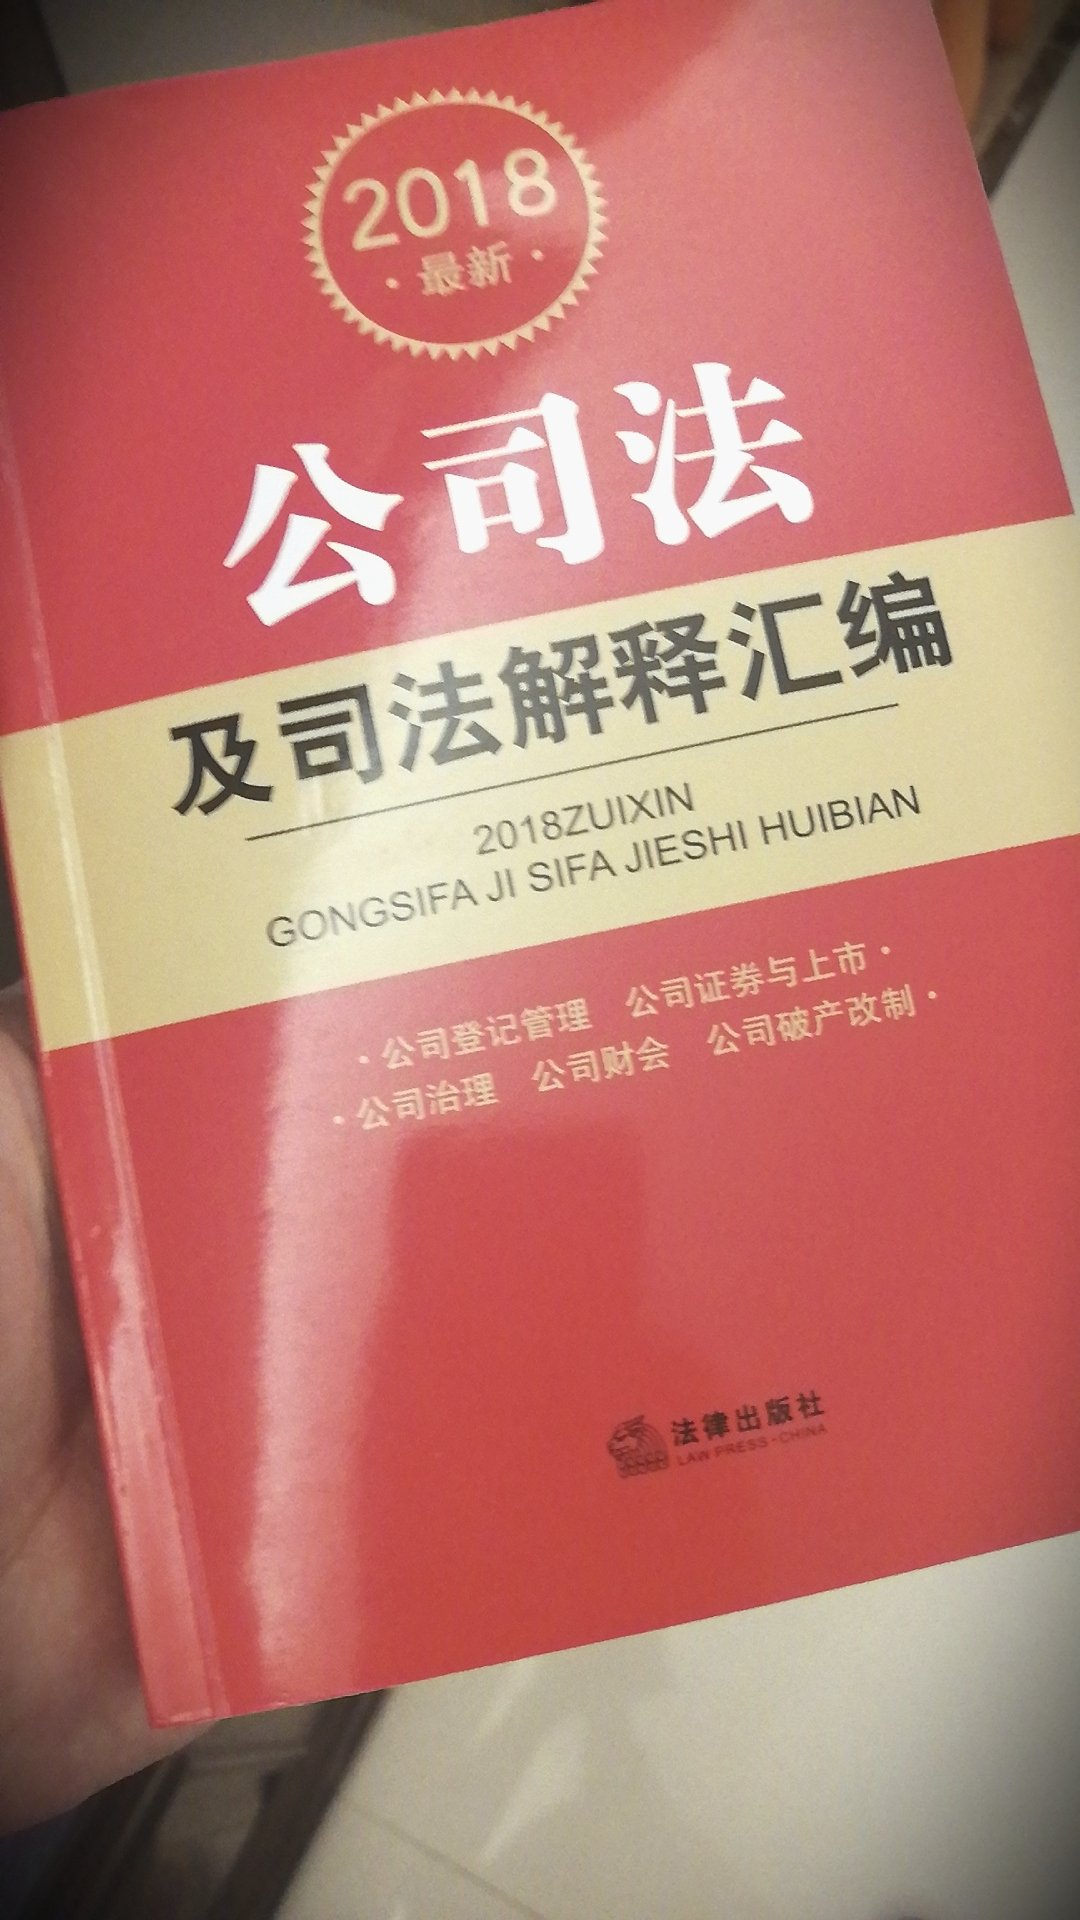 2018
·最新·
公司法
及司法解释汇编
2018ZUIXIN
GONGSIFA JI SIFA JIESHI HUIBIAN
·公司登记管理 公司证券与上市·
·公司治理 公司财会 公司破产改制·
法律出版社
LAW PRESS·CHINA